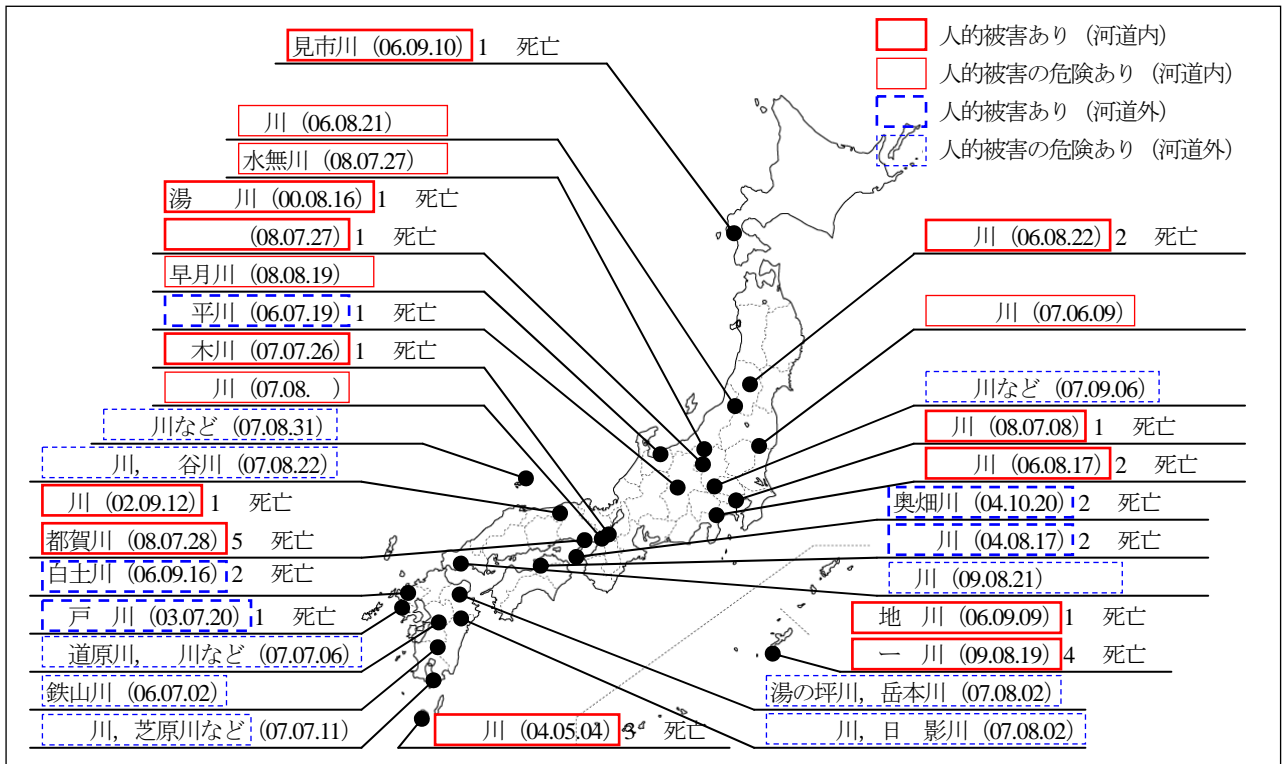 見市川 (06.09.10) 1 死亡
川 (06.08.21)
水無川 (08.07.27)
湯 川 (00.08.16) 1 死亡
(08.07.27) 1 死亡
早月川 (08.08.19)
平川 (06.07.19) 1 死亡
木川 (07.07.26) 1 死亡
川 (07.08. )
川など (07.08.31)
川, 谷川 (07.08.22)
川 (02.09.12) 1 死亡
都賀川 (08.07.28) 5 死亡
白土川 (06.09.16) 2 死亡
戸 川 (03.07.20) 1 死亡
道原川, 川など (07.07.06)
鉄山川 (06.07.02)
川, 芝原川など (07.07.11)
川 (04.05.04) 3 死亡
人的被害あり (河道内)
人的被害の危険あり (河道内)
人的被害あり (河道外)
人的被害の危険あり (河道外)
川 (06.08.22) 2 死亡
川 (07.06.09)
川など (07.09.06)
川 (08.07.08) 1 死亡
川 (06.08.17) 2 死亡
奥畑川 (04.10.20) 2 死亡
川 (04.08.17) 2 死亡
川 (09.08.21)
地 川 (06.09.09) 1 死亡
一 川 (09.08.19) 4 死亡
湯の坪川, 岳本川 (07.08.02)
川, 日 影川 (07.08.02)